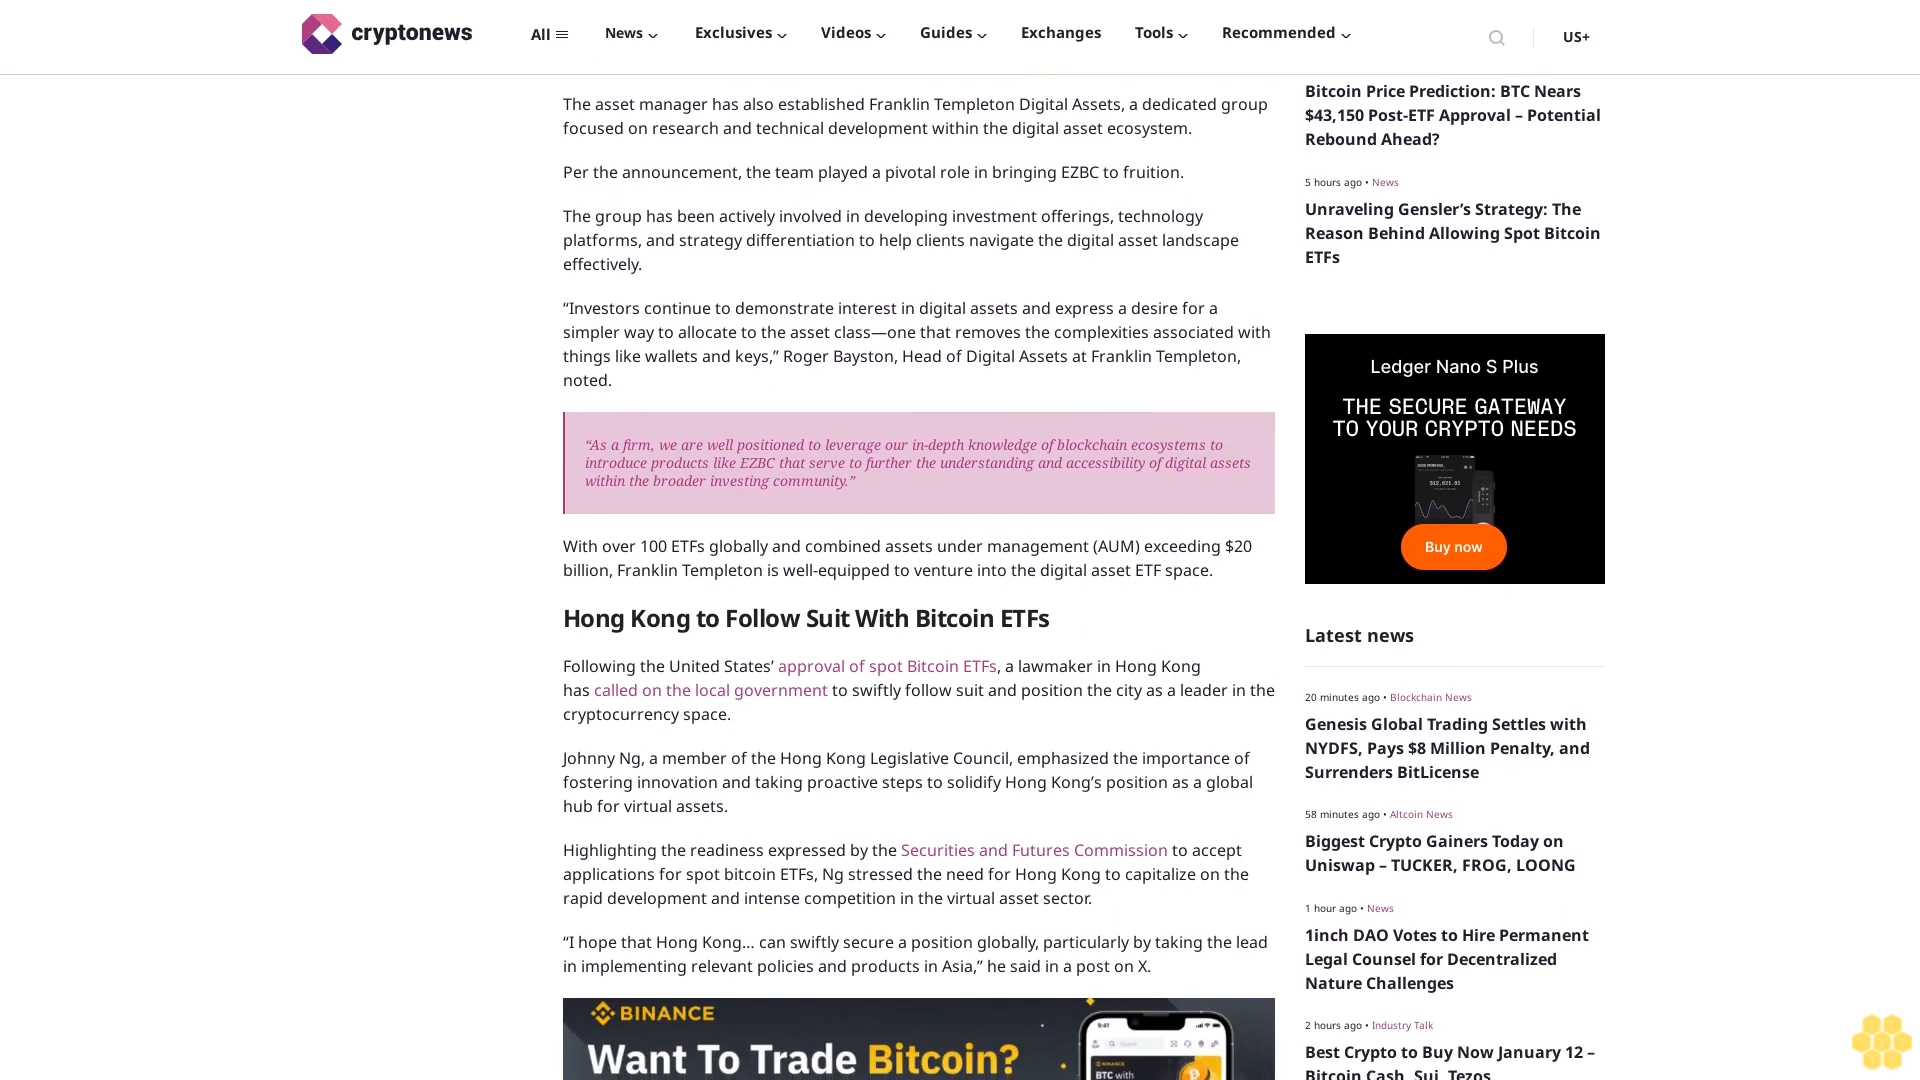 cryptonews
All
News
Exclusives
Videos
Guides
Exchanges
Tools
Recommended
US+
The asset manager has also established Franklin Templeton Digital Assets, a dedicated group
focused on research and technical development within the digital asset ecosystem.
Per the announcement, the team played a pivotal role in bringing EZBC to fruition.
The group has been actively involved in developing investment offerings, technology
platforms, and strategy differentiation to help clients navigate the digital asset landscape
effectively.
“Investors continue to demonstrate interest in digital assets and express a desire for a
simpler way to allocate to the asset class—one that removes the complexities associated with
things like wallets and keys,” Roger Bayston, Head of Digital Assets at Franklin Templeton,
noted.
“As a firm, we are well positioned to leverage our in-depth knowledge of blockchain ecosystems to
introduce products like EZBC that serve to further the understanding and accessibility of digital assets
within the broader investing community.”
With over 100 ETFs globally and combined assets under management (AUM) exceeding $20
billion, Franklin Templeton is well-equipped to venture into the digital asset ETF space.
Hong Kong to Follow Suit With Bitcoin ETFs
Following the United States’ approval of spot Bitcoin ETFs, a lawmaker in Hong Kong
has called on the local government to swiftly follow suit and position the city as a leader in the
cryptocurrency space.
Johnny Ng, a member of the Hong Kong Legislative Council, emphasized the importance of
fostering innovation and taking proactive steps to solidify Hong Kong’s position as a global
hub for virtual assets.
Highlighting the readiness expressed by the Securities and Futures Commission to accept
applications for spot bitcoin ETFs, Ng stressed the need for Hong Kong to capitalize on the
rapid development and intense competition in the virtual asset sector.
“I hope that Hong Kong… can swiftly secure a position globally, particularly by taking the lead
in implementing relevant policies and products in Asia,” he said in a post on X.
BINANCE
Want To Trade Bitcoin?
9:41
Search
BINANCE
BTC with
Bitcoin Price Prediction: BTC Nears
$43,150 Post-ETF Approval – Potential
Rebound Ahead?
5 hours ago • News
Unraveling Gensler’s Strategy: The
Reason Behind Allowing Spot Bitcoin
ETFs
Ledger Nano S Plus
THE SECURE GATEWAY
TO YOUR CRYPTO NEEDS
$12,021.81
Buy now
Latest news
20 minutes ago • Blockchain News
Genesis Global Trading Settles with
NYDFS, Pays $8 Million Penalty, and
Surrenders BitLicense
58 minutes ago • Altcoin News
Biggest Crypto Gainers Today on
Uniswap – TUCKER, FROG, LOONG
1 hour ago • News
1inch DAO Votes to Hire Permanent
Legal Counsel for Decentralized
Nature Challenges
2 hours ago • Industry Talk
Best Crypto to Buy Now January 12 –
Bitcoin Cash, Sui, Tezos